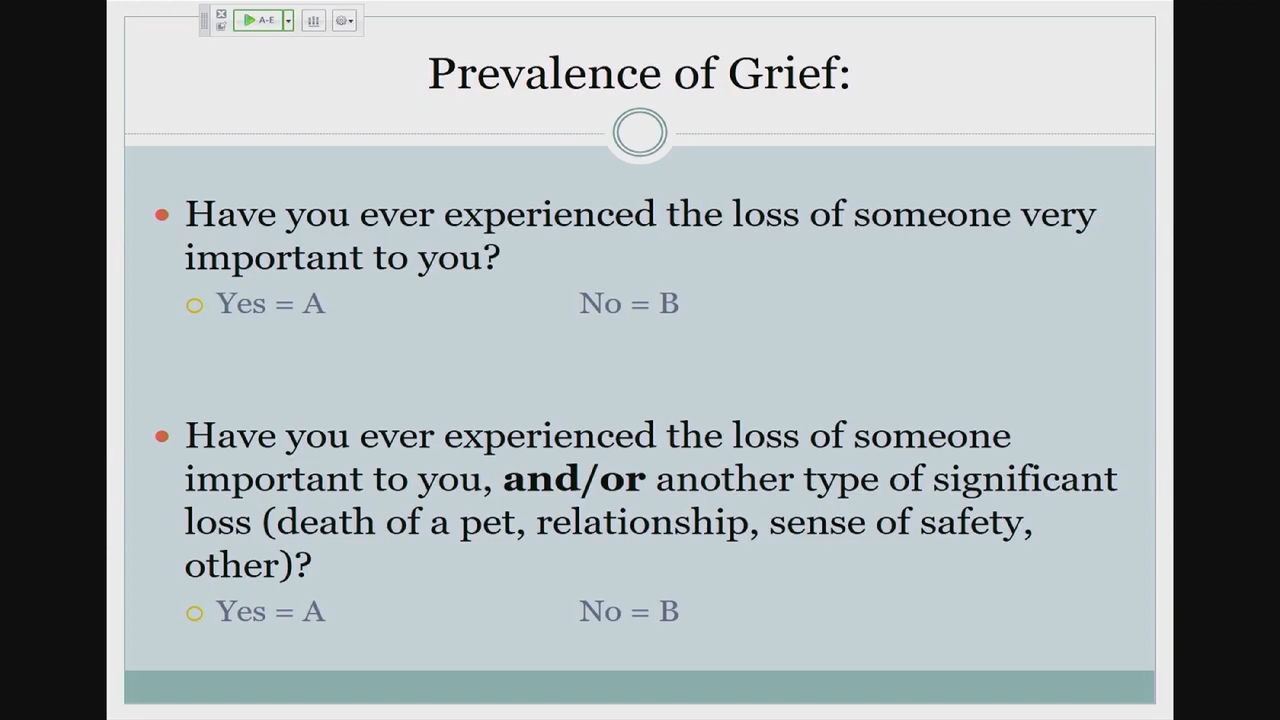 A-E
Prevalence of Grief:
Have you ever experienced the loss of someone very
important to you?
Yes = A No = B
Have you ever experienced the loss of someone
important to you, and/or another type of significant
loss (death of a pet, relationship, sense of safety,
other)?
Yes = A No = B